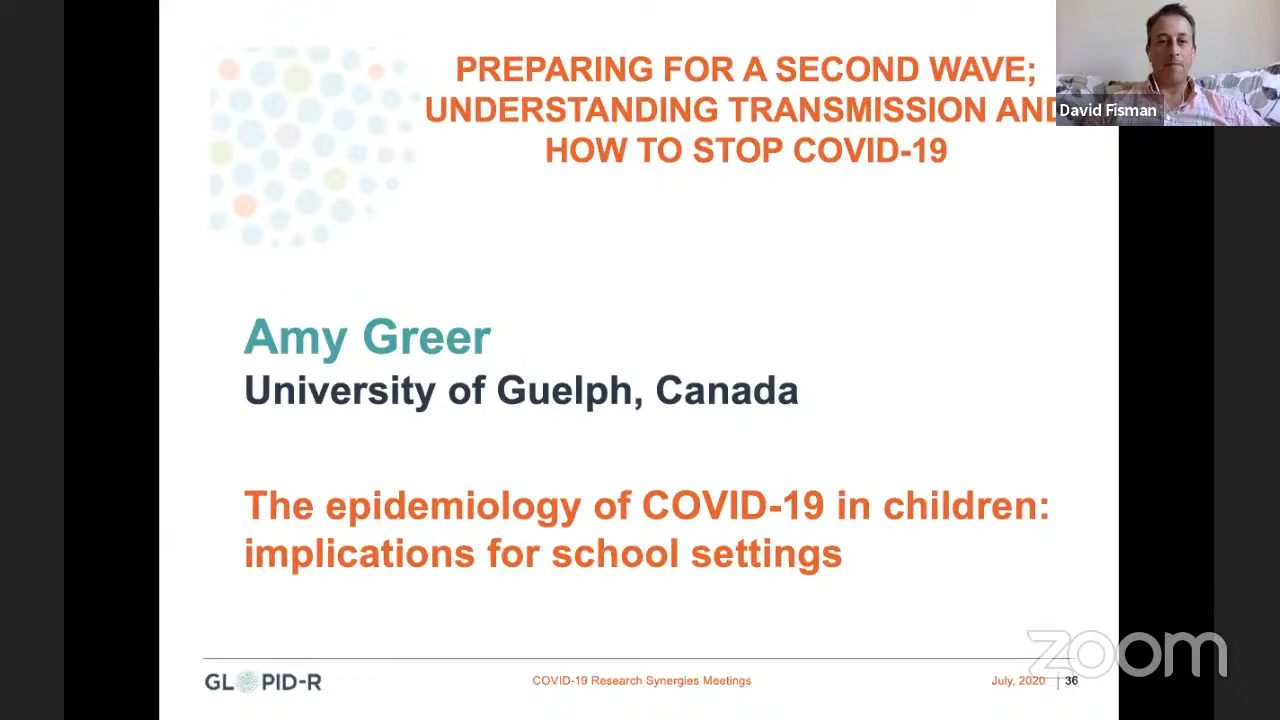 PREPARING FOR A SECOND WAVE;
UNDERSTANDING TRANSMISSION AND
HOW TO STOP COVID-19
David Fisman
Amy Greer
University of Guelph, Canada
The epidemiology of COVID-19 in children:
implications for school settings
zoom
GLOPID-R
COVID-19 Research Synergies Meetings
July, 2020 | 36